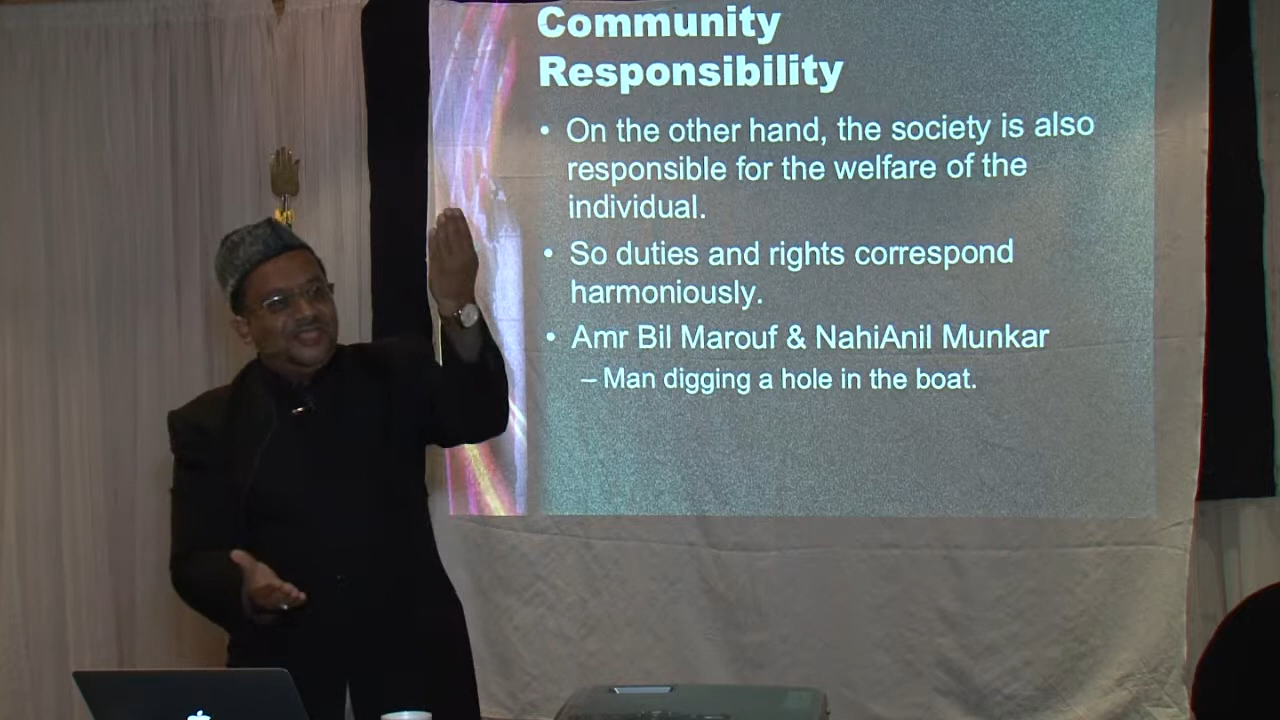 Community
Responsibility
• On the other hand, the society is also
responsible for the welfare of the
individual.
• So duties and rights correspond
harmoniously.
• Amr Bil Marouf & NahiAnil Munkar
– Man digging a hole in the boat.